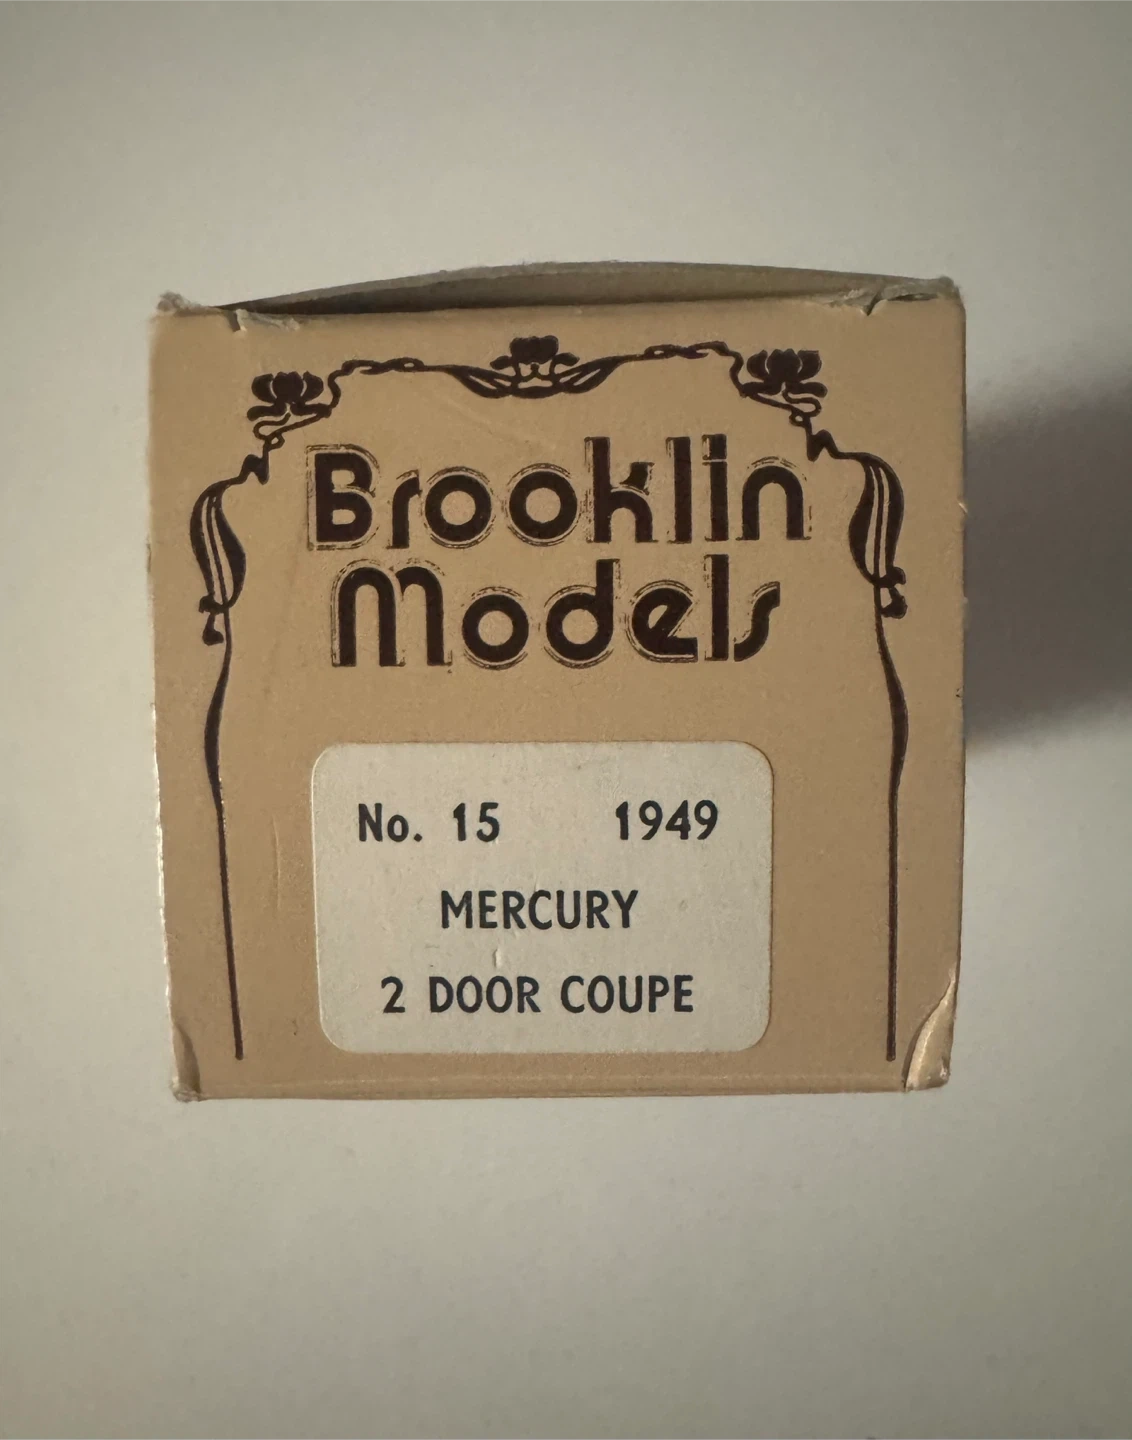 Brooklin
Models
No. 15 1949
MERCURY
2 DOOR COUPE